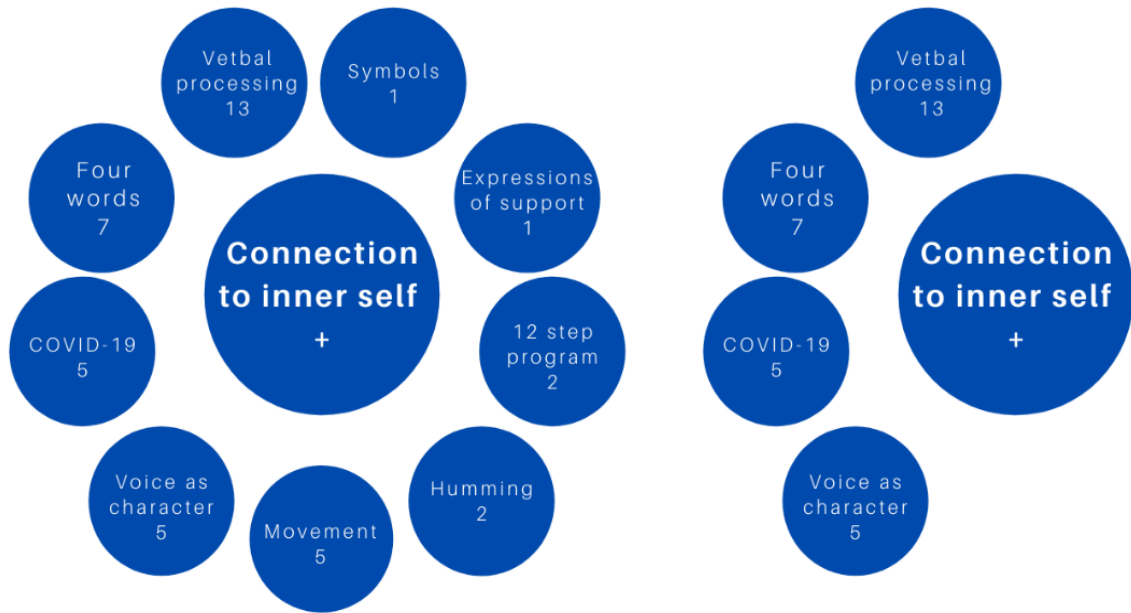 Vetbal
processing
13
Symbols
1
Four
words
7
Expressions
of support
1
Connection
to inner self
+
COVID-19
5
12 step
program
2
Voice as
character
5
Humming
2
Movement
5
Vetbal
processing
13
Four
words
7
Connection
to inner self
+
COVID-19
5
Voice as
character
5